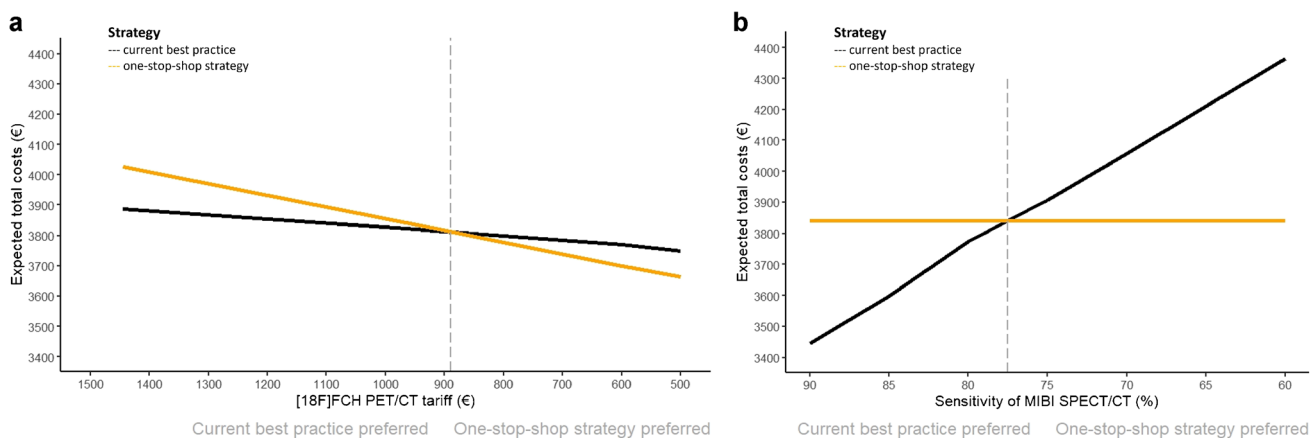 a
Strategy
--- current best practice
--- one-stop-shop strategy
Expected total costs (€)
4400
4300
4200
4100
4000
3900
3800
3700
3600
3500
3400
1500 1400 1300 1200 1100 1000 900 800 700 600 500
[18F]FCH PET/CT tariff (€)
Current best practice preferred One-stop-shop strategy preferred
b
Strategy
--- current best practice
--- one-stop-shop strategy
Expected total costs (€)
4400
4300
4200
4100
4000
3900
3800
3700
3600
3500
3400
90 85 80 75 70 65 60
Sensitivity of MIBI SPECT/CT (%)
Current best practice preferred One-stop-shop strategy preferred